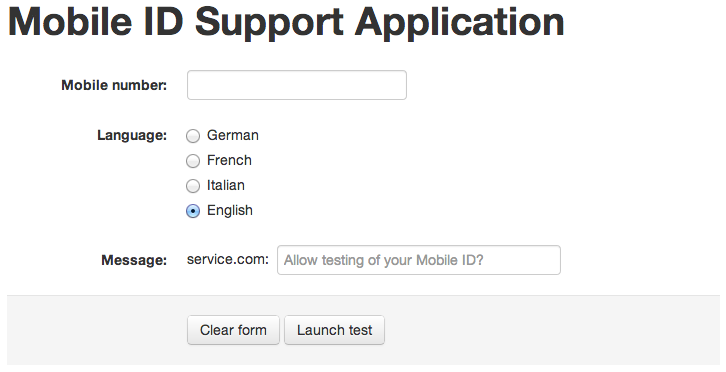 Mobile ID Support Application
Mobile number:
Language: German
French
Italian
English
Message: service.com: Allow testing of your Mobile ID?
Clear form Launch test